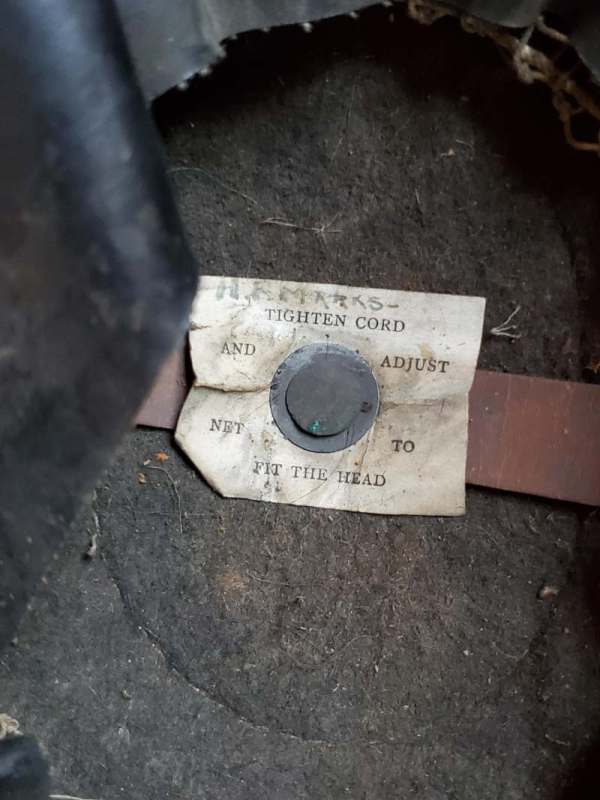 H.F. MARKS-
TIGHTEN CORD
AND ADJUST
NET TO
FIT THE HEAD